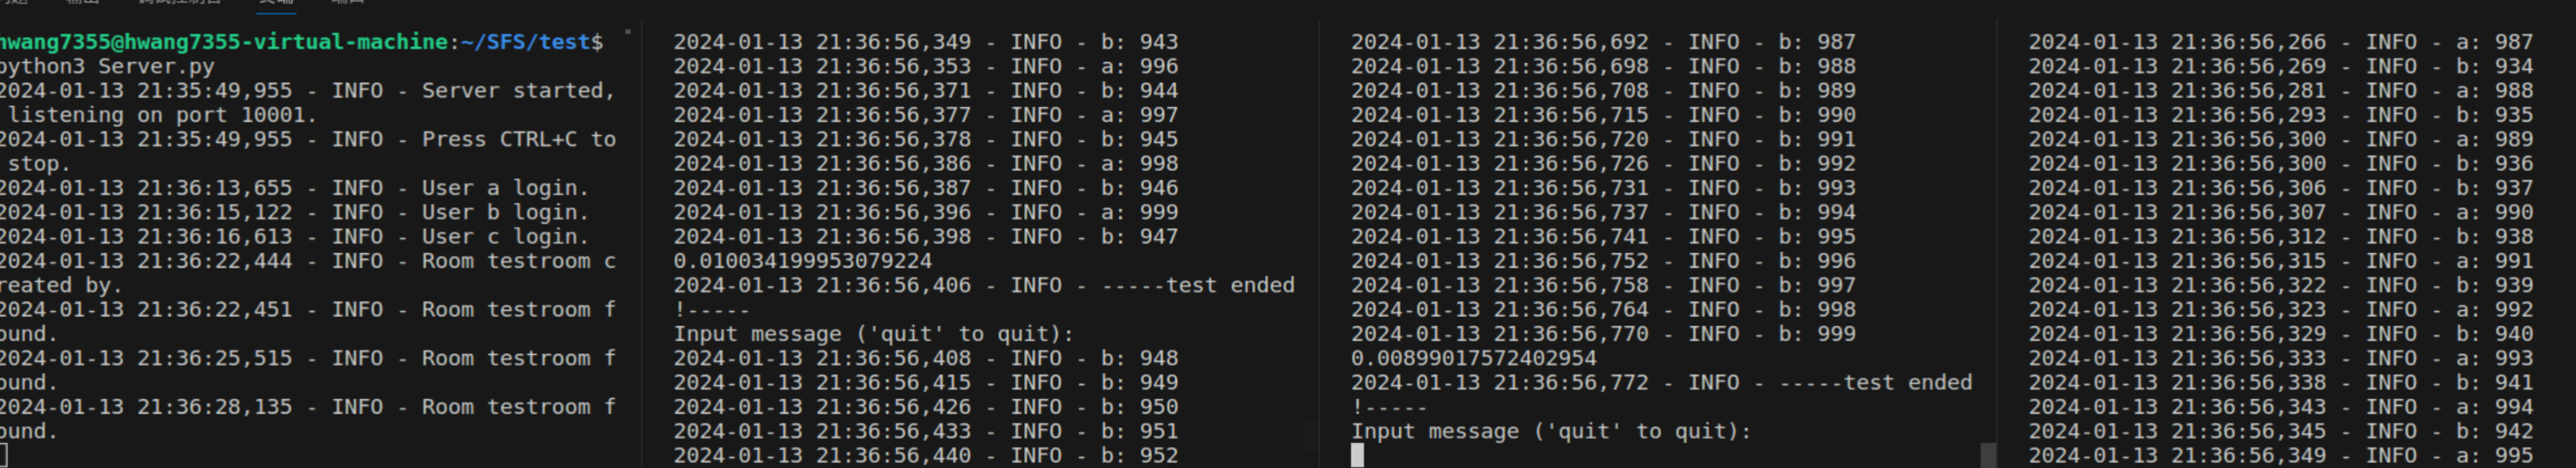 终端
hwang7355@hwang7355-virtual-machine:~/SFS/test$
python3 Server.py
2024-01-13 21:35:49,955 - INFO - Server started,
listening on port 10001.
2024-01-13 21:35:49,955 - INFO - Press CTRL+C to
stop.
2024-01-13 21:36:13,655 - INFO - User a login.
2024-01-13 21:36:15,122 - INFO - User b login.
2024-01-13 21:36:16,613 - INFO - User c login.
2024-01-13 21:36:22,444 - INFO - Room testroom c
reated by.
2024-01-13 21:36:22,451 - INFO - Room testroom f
ound.
2024-01-13 21:36:25,515 - INFO - Room testroom f
ound.
2024-01-13 21:36:28,135 - INFO - Room testroom f
ound.
2024-01-13 21:36:56,349 - INFO - b: 943
2024-01-13 21:36:56,353 - INFO - a: 996
2024-01-13 21:36:56,371 - INFO - b: 944
2024-01-13 21:36:56,377 - INFO - a: 997
2024-01-13 21:36:56,378 - INFO - b: 945
2024-01-13 21:36:56,386 - INFO - a: 998
2024-01-13 21:36:56,387 - INFO - b: 946
2024-01-13 21:36:56,396 - INFO - a: 999
2024-01-13 21:36:56,398 - INFO - b: 947
0.010034199953079224
2024-01-13 21:36:56,406 - INFO - -----test ended
!-----
Input message ('quit' to quit):
2024-01-13 21:36:56,408 - INFO - b: 948
2024-01-13 21:36:56,415 - INFO - b: 949
2024-01-13 21:36:56,426 - INFO - b: 950
2024-01-13 21:36:56,433 - INFO - b: 951
2024-01-13 21:36:56,440 - INFO - b: 952
2024-01-13 21:36:56,692 - INFO - b: 987
2024-01-13 21:36:56,698 - INFO - b: 988
2024-01-13 21:36:56,708 - INFO - b: 989
2024-01-13 21:36:56,715 - INFO - b: 990
2024-01-13 21:36:56,720 - INFO - b: 991
2024-01-13 21:36:56,726 - INFO - b: 992
2024-01-13 21:36:56,731 - INFO - b: 993
2024-01-13 21:36:56,737 - INFO - b: 994
2024-01-13 21:36:56,741 - INFO - b: 995
2024-01-13 21:36:56,752 - INFO - b: 996
2024-01-13 21:36:56,758 - INFO - b: 997
2024-01-13 21:36:56,764 - INFO - b: 998
2024-01-13 21:36:56,770 - INFO - b: 999
0.00899017572402954
2024-01-13 21:36:56,772 - INFO - -----test ended
!-----
Input message ('quit' to quit):
2024-01-13 21:36:56,266 - INFO - a: 987
2024-01-13 21:36:56,269 - INFO - b: 934
2024-01-13 21:36:56,281 - INFO - a: 988
2024-01-13 21:36:56,293 - INFO - b: 935
2024-01-13 21:36:56,300 - INFO - a: 989
2024-01-13 21:36:56,300 - INFO - b: 936
2024-01-13 21:36:56,306 - INFO - b: 937
2024-01-13 21:36:56,307 - INFO - a: 990
2024-01-13 21:36:56,312 - INFO - b: 938
2024-01-13 21:36:56,315 - INFO - a: 991
2024-01-13 21:36:56,322 - INFO - b: 939
2024-01-13 21:36:56,323 - INFO - a: 992
2024-01-13 21:36:56,329 - INFO - b: 940
2024-01-13 21:36:56,333 - INFO - a: 993
2024-01-13 21:36:56,338 - INFO - b: 941
2024-01-13 21:36:56,343 - INFO - a: 994
2024-01-13 21:36:56,345 - INFO - b: 942
2024-01-13 21:36:56,349 - INFO - a: 995